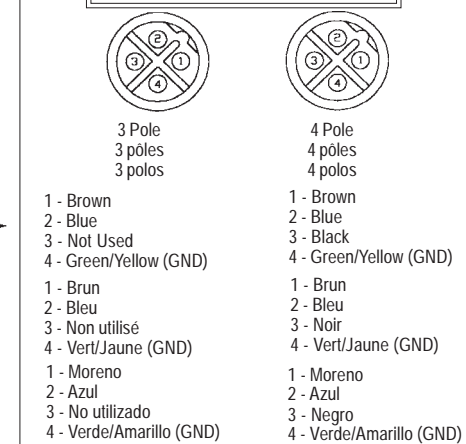 2
3
1
4
3 Pole
3 pôles
3 polos
1 - Brown
2 - Blue
3 - Not Used
4 - Green/Yellow (GND)
1 - Brun
2 - Bleu
3 - Non utilisé
4 - Vert/Jaune (GND)
1 - Moreno
2 - Azul
3 - No utilizado
4 - Verde/Amarillo (GND)
2
3
1
4
4 Pole
4 pôles
4 polos
1 - Brown
2 - Blue
3 - Black
4 - Green/Yellow (GND)
1 - Brun
2 - Bleu
3 - Noir
4 - Vert/Jaune (GND)
1 - Moreno
2 - Azul
3 - Negro
4 - Verde/Amarillo (GND)